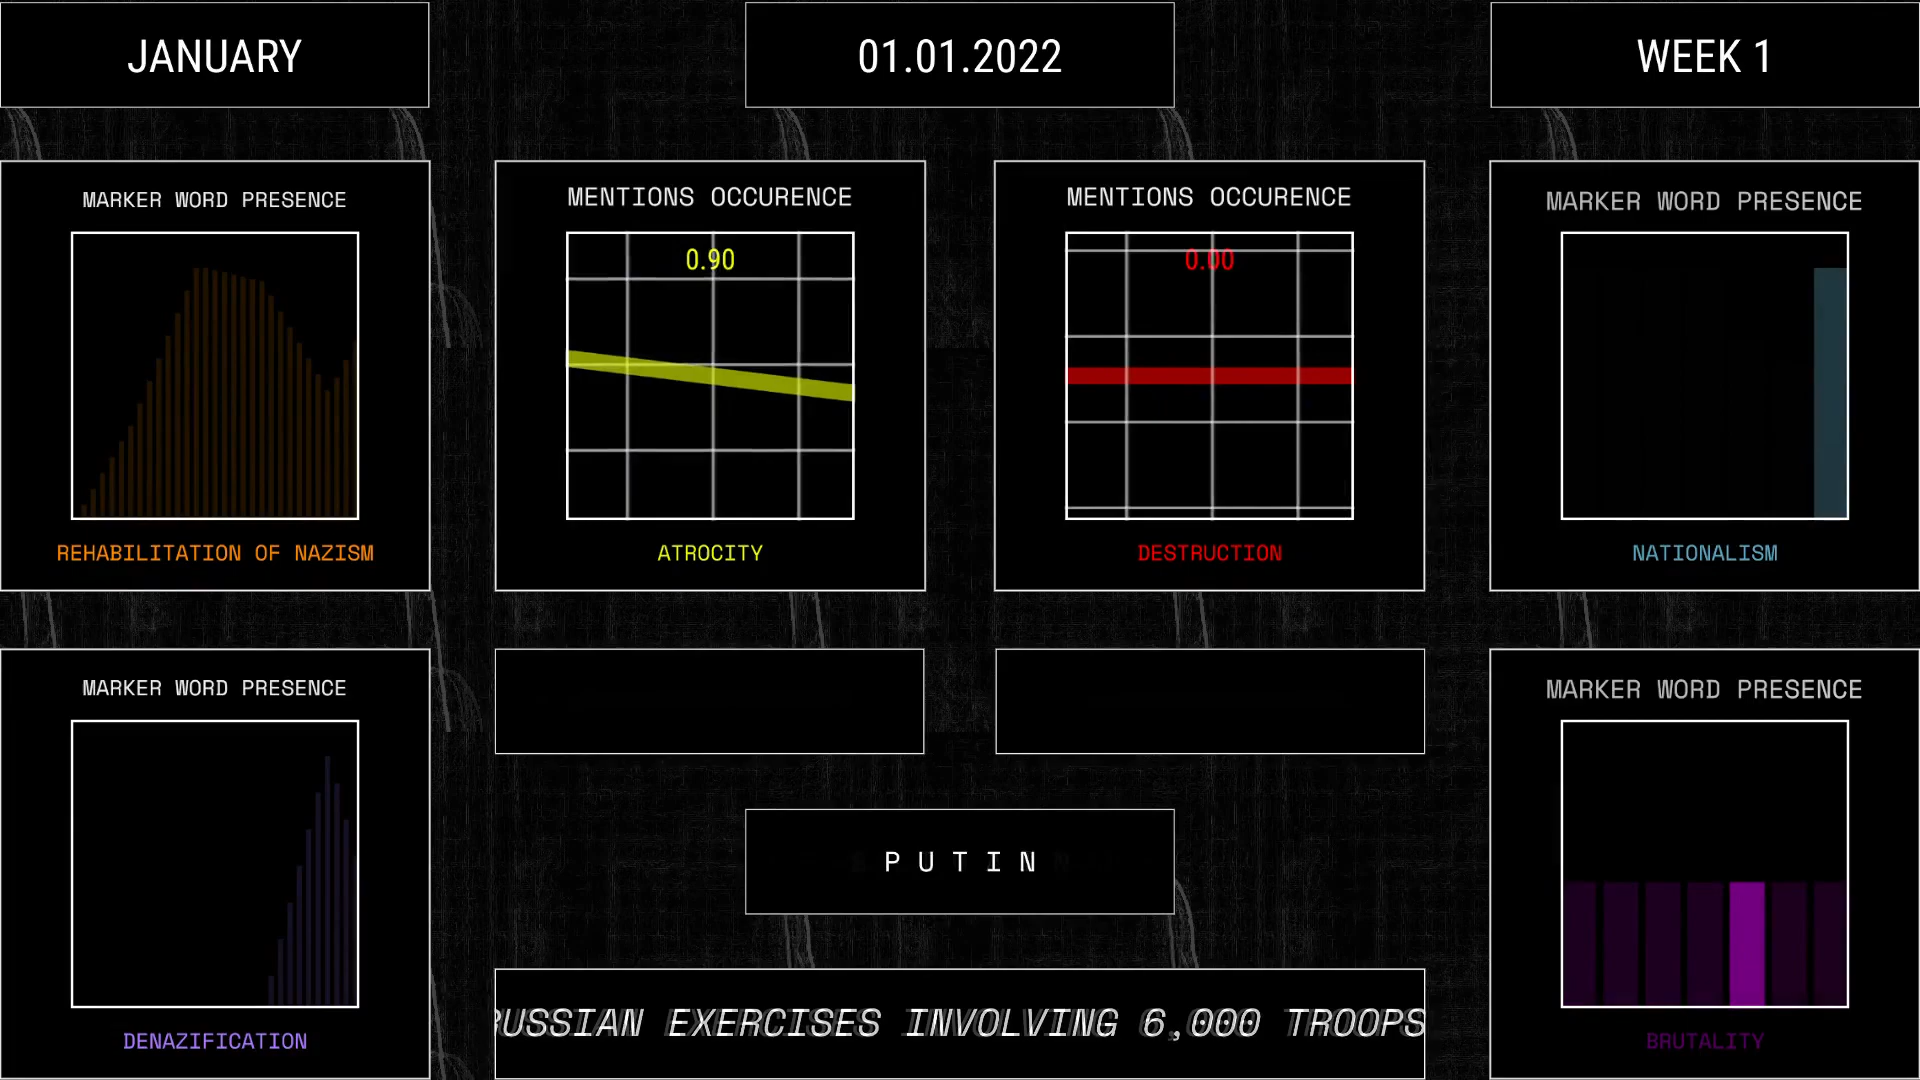 JANUARY
01.01.2022
WEEK 1
MARKER WORD PRESENCE
REHABILITATION OF NAZISM
MENTIONS OCCURENCE
0.90
ATROCITY
MENTIONS OCCURENCE
0.00
DESTRUCTION
MARKER WORD PRESENCE
NATIONALISM
MARKER WORD PRESENCE
DENAZIFICATION
PUTIN
USSIAN EXERCISES INVOLVING 6,000 TROOPS
MARKER WORD PRESENCE
BRUTALITY